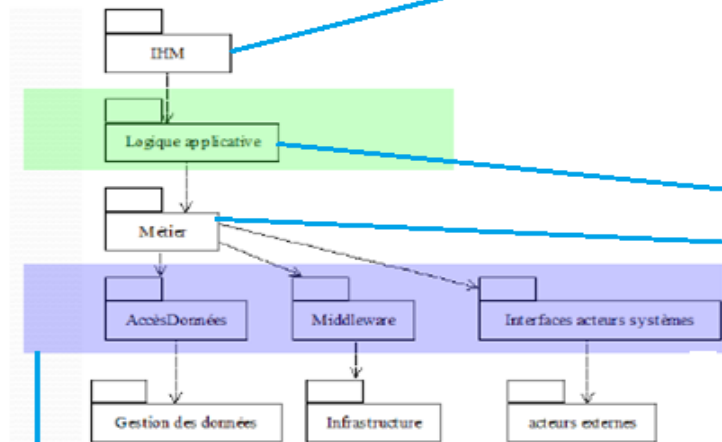 IHM
Logique applicative
Métier
AccèsDonnées
Middleware
Interfaces acteurs systèmes
Gestion des données
Infrastructure
acteurs externes